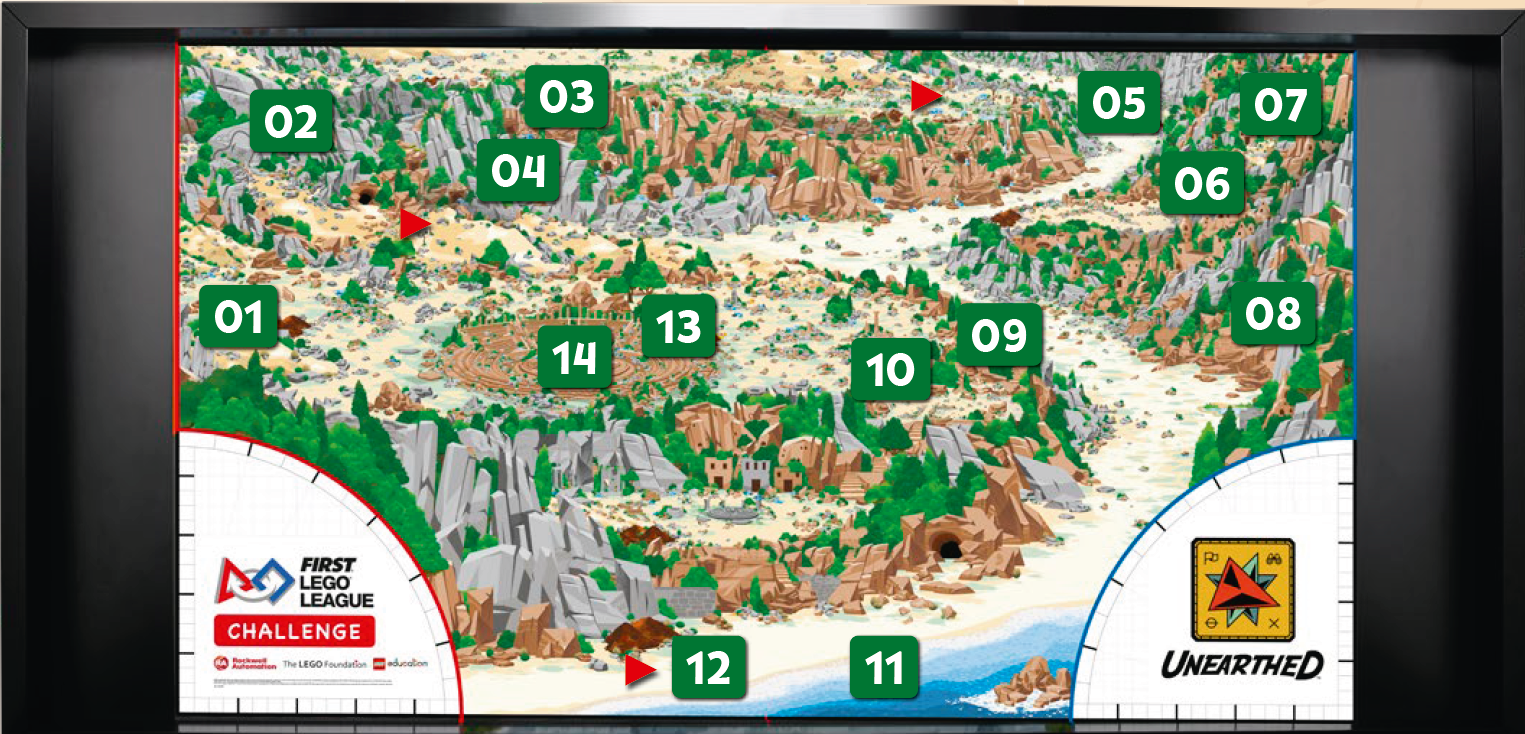 02
03
05
07
04
06
01
13
14
10
09
08
FIRST
LEGO
LEAGUE
CHALLENGE
Rockwell
Automation
The LEGO Foundation
education
UNEARTHED
12
11